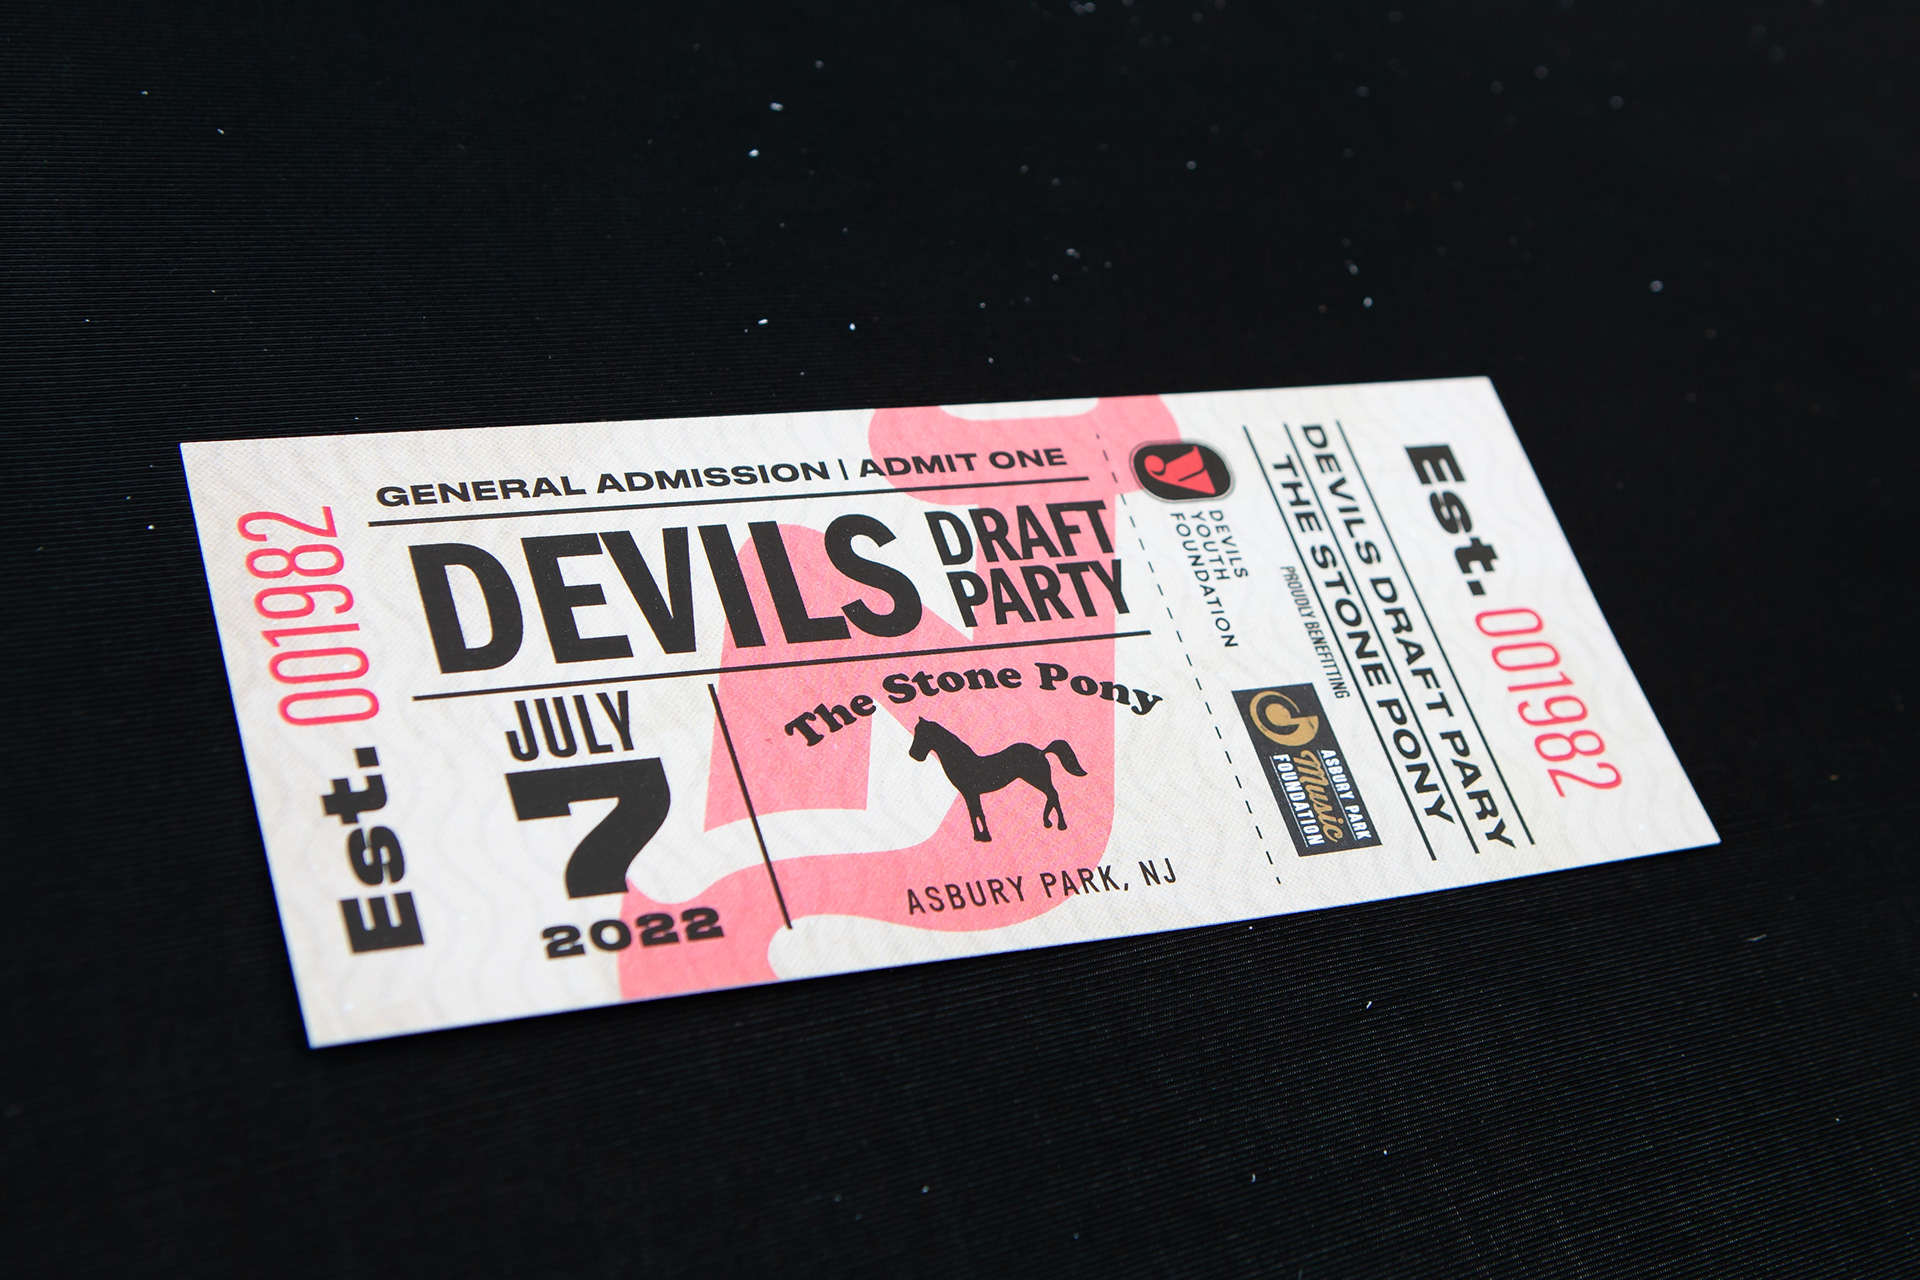 Est. 001982
GENERAL ADMISSION | ADMIT ONE
DEVILS
DRAFT
PARTY
JULY
7
2022
The Stone Pony
ASBURY PARK, NJ
DEVILS
YOUTH
FOUNDATION
PROUDLY BENEFITTING
ASBURY PARK
Music
FOUNDATION
DEVILS DRAFT PARY
THE STONE PONY
Est. 001982